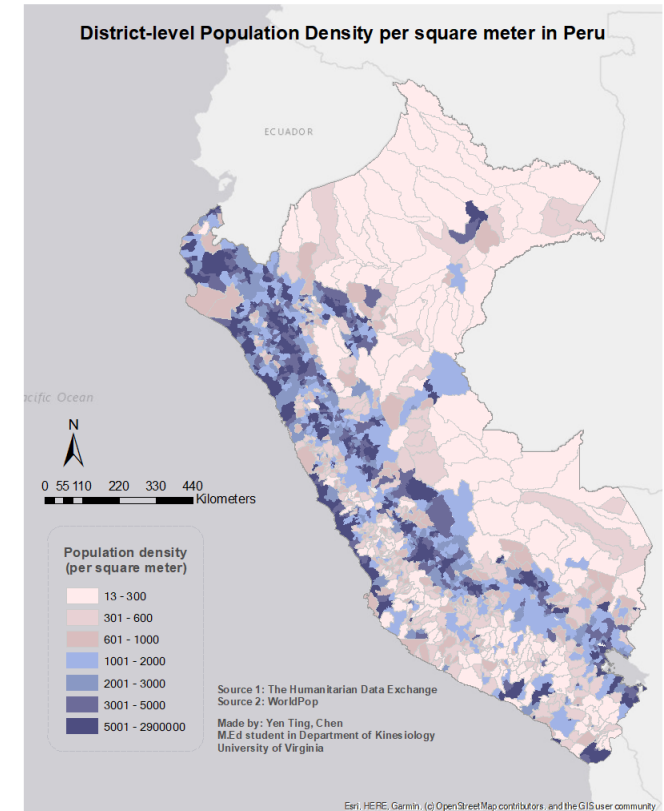 District-level Population Density per square meter in Peru
ECUADOR
cific Ocean
N
0 55 110 220 330 440
Kilometers
Population density
(per square meter)
13 - 300
301 - 600
601 - 1000
1001 - 2000
2001 - 3000
3001 - 5000
5001 - 2900000
Source 1: The Humanitarian Data Exchange
Source 2: WorldPop
Made by: Yen Ting, Chen
M.Ed student in Department of Kinesiology
University of Virginia
Esri, HERE, Garmin, (c) OpenStreetMap contributors, and the GIS user community